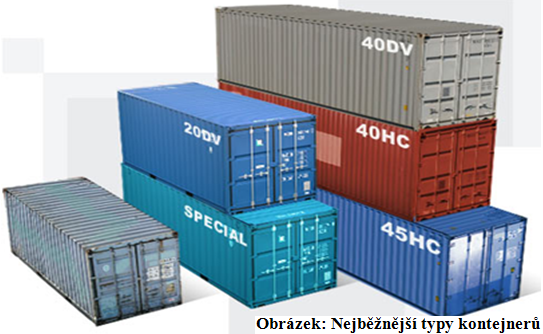 40DV
20DV
40HC
SPECIAL
45HC
Obrázek: Nejběžnější typy kontejnerů